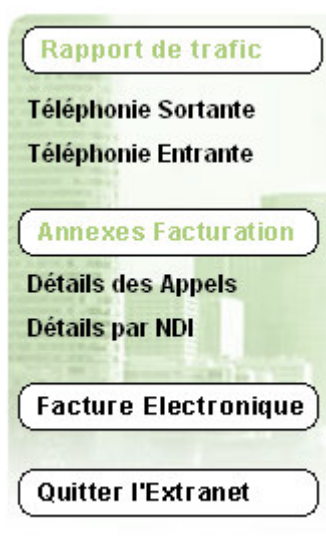 Rapport de trafic
Téléphonie Sortante
Téléphonie Entrante
Annexes Facturation
Détails des Appels
Détails par NDI
Facture Electronique
Quitter l'Extranet